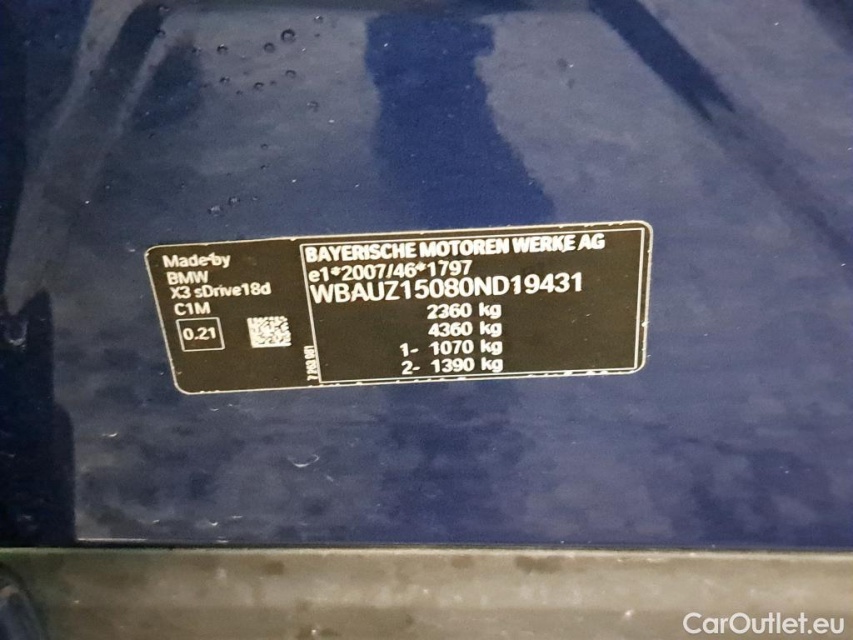 Made by
BMW
X3 sDrive18d
C1M
0.21
BAYERISCHE MOTOREN WERKE AG
e1*2007/46*1797
WBAUZ15080ND19431
2360 kg
4360 kg
1- 1070 kg
2- 1390 kg
CarOutlet.eu